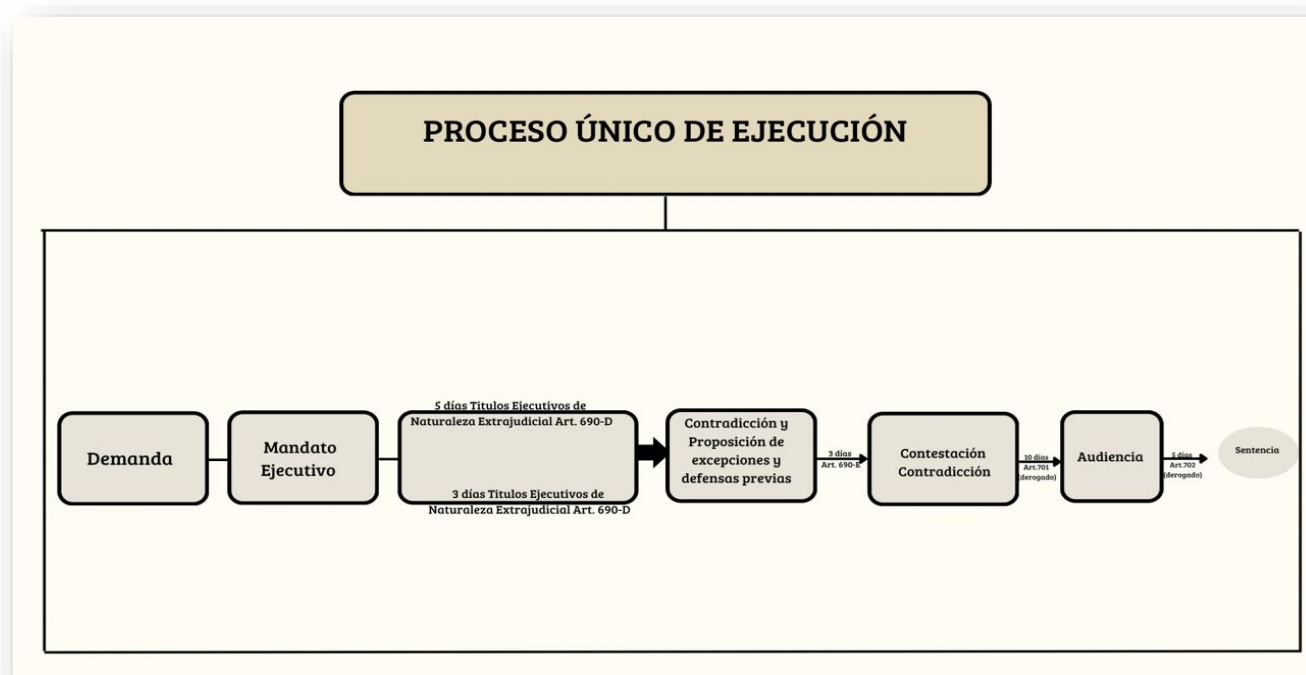 PROCESO ÚNICO DE EJECUCIÓN
Demanda
Mandato
Ejecutivo
5 días Titulos Ejecutivos de
Naturaleza Extrajudicial Art. 690-D
3 días Titulos Ejecutivos de
Naturaleza Extrajudicial Art. 690-D
Contradicción y
Proposición de
excepciones y
defensas previas
3 días
Art. 690-E
Contestación
Contradicción
10 días
Art.701
(derogado)
Audiencia
5 días
Art.702
(derogado)
Sentencia